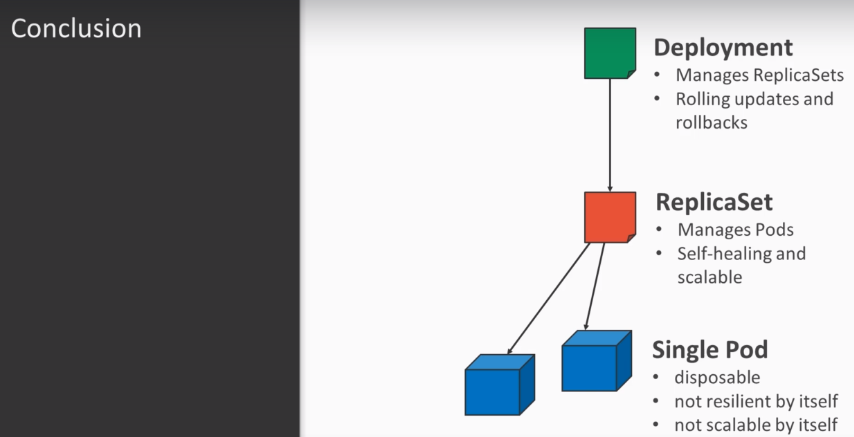 Conclusion
Deployment
• Manages ReplicaSets
• Rolling updates and
rollbacks
ReplicaSet
• Manages Pods
• Self-healing and
scalable
Single Pod
• disposable
• not resilient by itself
• not scalable by itself